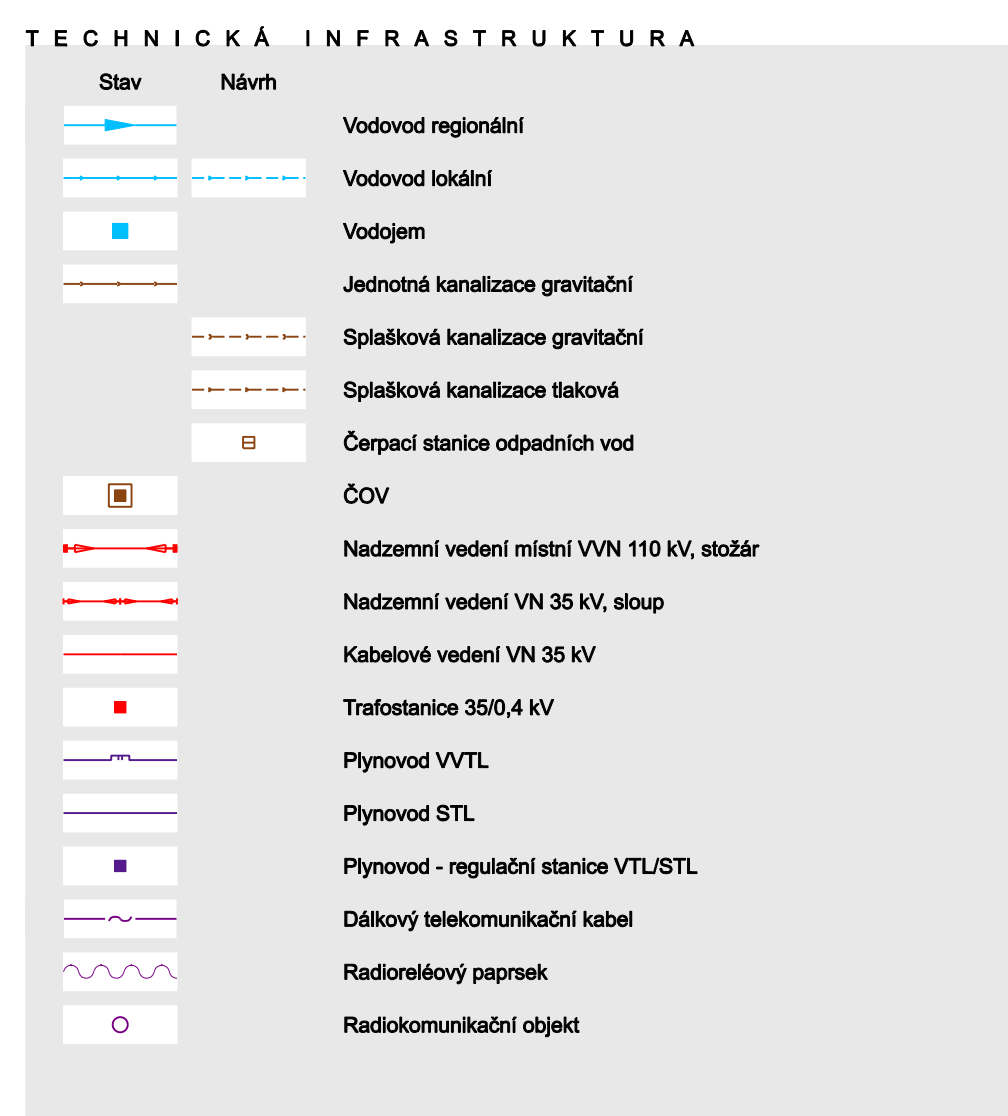 TECHNICKÁ INFRASTRUKTURA
Stav Návrh
Vodovod regionální
Vodovod lokální
Vodojem
Jednotná kanalizace gravitační
Splašková kanalizace gravitační
Splašková kanalizace tlaková
Čerpací stanice odpadních vod
ČOV
Nadzemní vedení místní VVN 110 kV, stožár
Nadzemní vedení VN 35 kV, sloup
Kabelové vedení VN 35 kV
Trafostanice 35/0,4 kV
Plynovod VVTL
Plynovod STL
Plynovod - regulační stanice VTL/STL
Dálkový telekomunikační kabel
Radioreléový paprsek
Radiokomunikační objekt